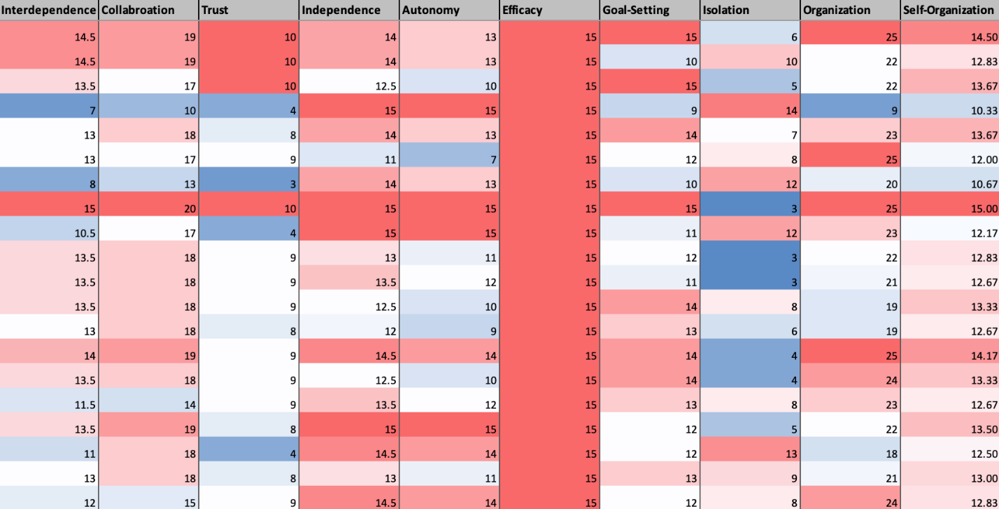 Interdependence Collabroation Trust Independence Autonomy Efficacy Goal-Setting Isolation Organization Self-Organization
14.5 19 10 14 13 15 15 6 25 14.50
14.5 19 10 14 13 15 10 10 22 12.83
13.5 17 10 12.5 10 15 15 5 22 13.67
7 10 4 15 15 15 9 14 9 10.33
13 18 8 14 13 15 14 7 23 13.67
13 17 9 11 7 15 12 8 25 12.00
8 13 3 14 13 15 10 12 20 10.67
15 20 10 15 15 15 15 3 25 15.00
10.5 17 4 15 15 15 11 12 23 12.17
13.5 18 9 13 11 15 12 3 22 12.83
13.5 18 9 13.5 12 15 11 3 21 12.67
13.5 18 9 12.5 10 15 14 8 19 13.33
13 18 8 12 9 15 13 6 19 12.67
14 19 9 14.5 14 15 14 4 25 14.17
13.5 18 9 12.5 10 15 14 4 24 13.33
11.5 14 9 13.5 12 15 13 8 23 12.67
13.5 19 8 15 15 15 12 5 22 13.50
11 18 4 14.5 14 15 12 13 18 12.50
13 18 8 13 11 15 13 9 21 13.00
12 15 9 14.5 14 15 12 8 24 12.83